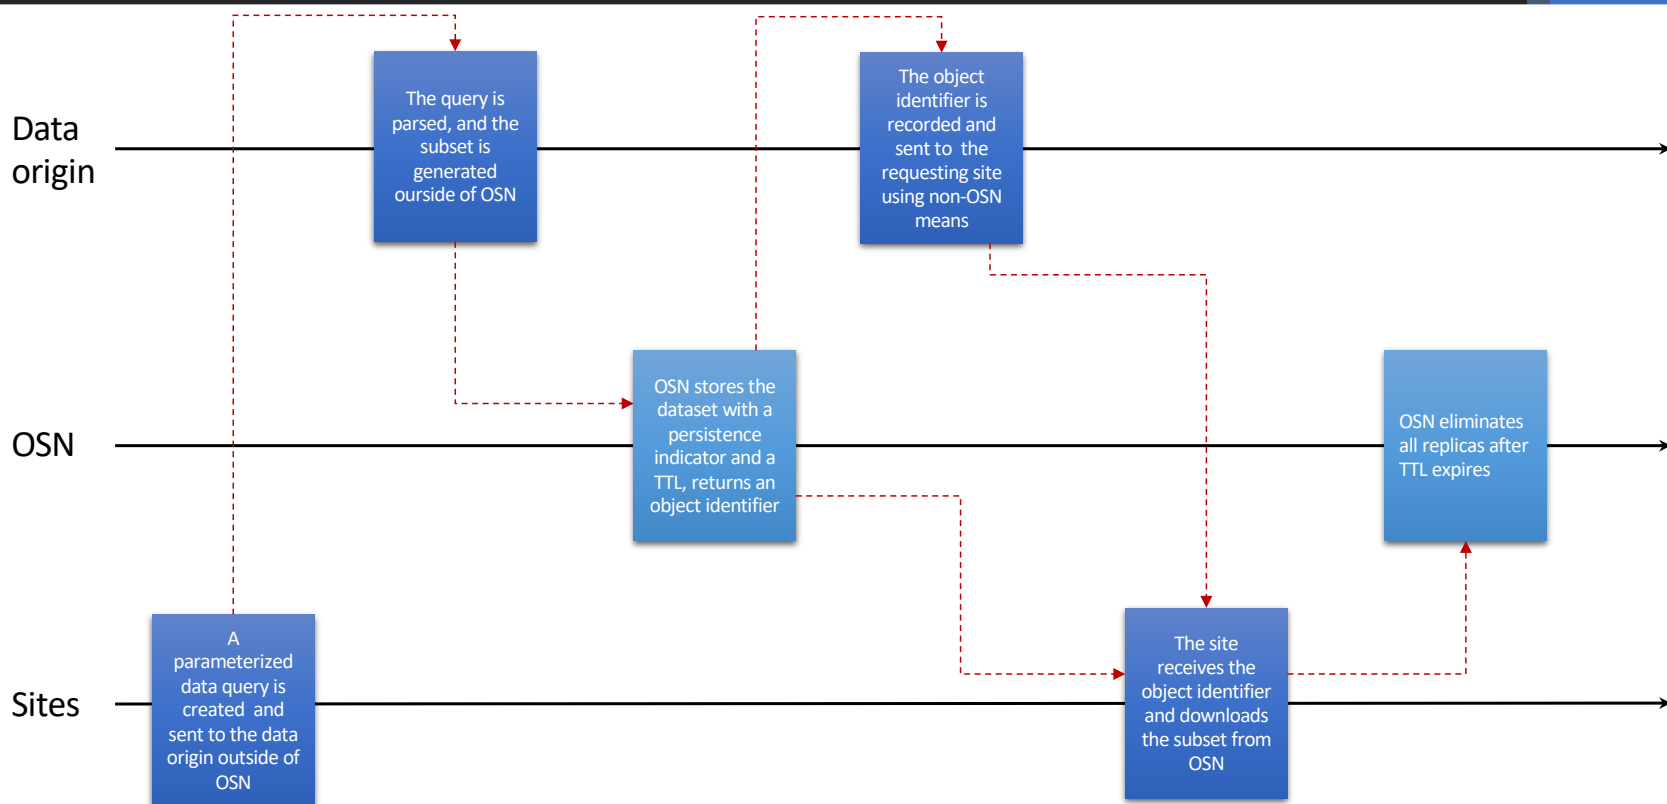 Data
origin
The query is
parsed, and the
subset is
generated
ourside of OSN
The object
identifier is
recorded and
sent to  the
requesting site
using non-OSN
means
OSN
OSN stores the
dataset with a
persistence
indicator and a
TTL, returns an
object identifier
OSN eliminates
all replicas after
TTL expires
Sites
A
parameterized
data query is
created  and
sent to the data
origin outside of
OSN
The site
receives the
object identifier
and downloads
the subset from
OSN